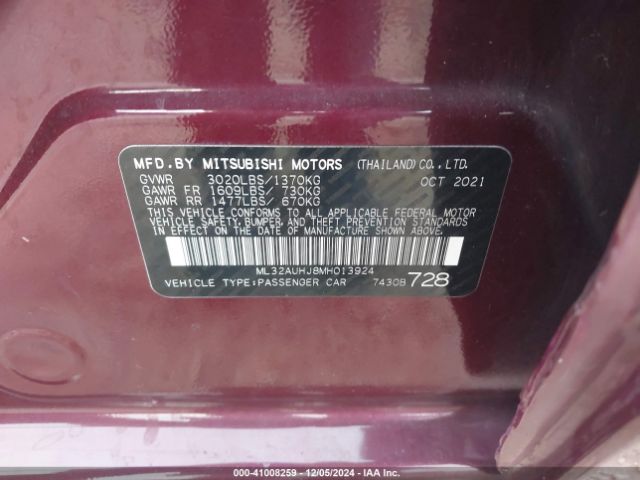 MFD.BY MITSUBISHI MOTORS (THAILAND)CO.,LTD.
GVWR 3020LBS/1370KG OCT 2021
GAWR FR 1609LBS/ 730KG
GAWR RR 1477LBS/ 670KG
THIS VEHICLE CONFORMS TO ALL APPLICABLE FEDERAL MOTOR
VEHICLE SAFETY,BUMPER, AND THEFT PREVENTION STANDARDS
IN EFFECT ON THE DATE OF MANUFACTURE SHOWN ABOVE.
ML32AUHJ8MH013924
VEHICLE TYPE:PASSENGER CAR 7430B 728
000-41008259 - 12/05/2024 - IAA Inc.